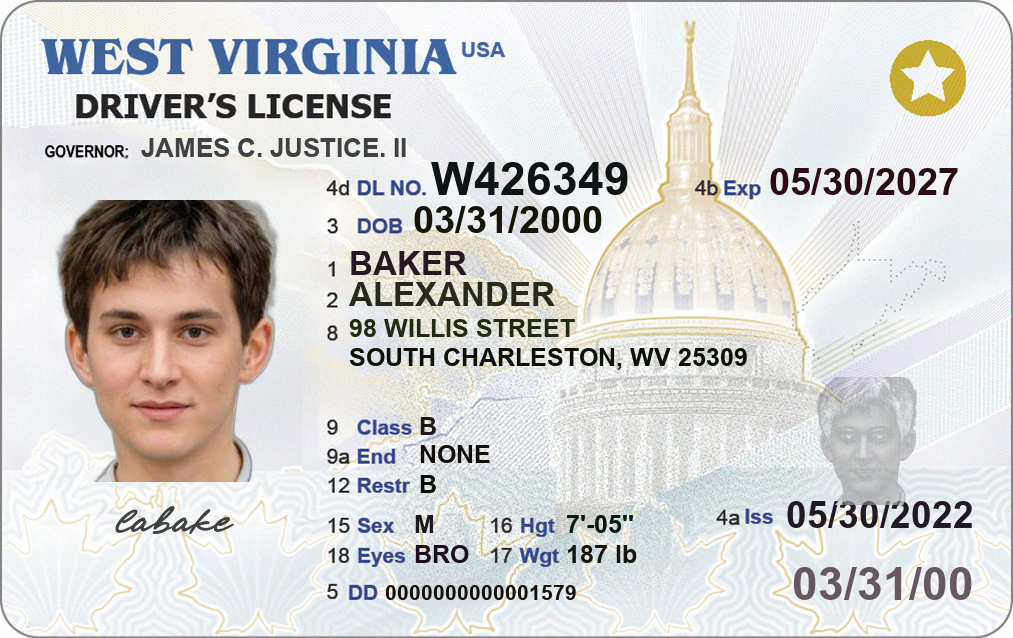 WEST VIRGINIA USA
DRIVER'S LICENSE
GOVERNOR: JAMES C. JUSTICE. II
4d DL NO. W426349 4b Exp 05/30/2027
3 DOB 03/31/2000
1 BAKER
2 ALEXANDER
8 98 WILLIS STREET
SOUTH CHARLESTON, WV 25309
9 Class B
9a End NONE
12 Restr B
cabake
15 Sex M 16 Hgt 7'-05" 4a Iss 05/30/2022
18 Eyes BRO 17 Wgt 187 lb
5 DD 0000000000001579
03/31/00